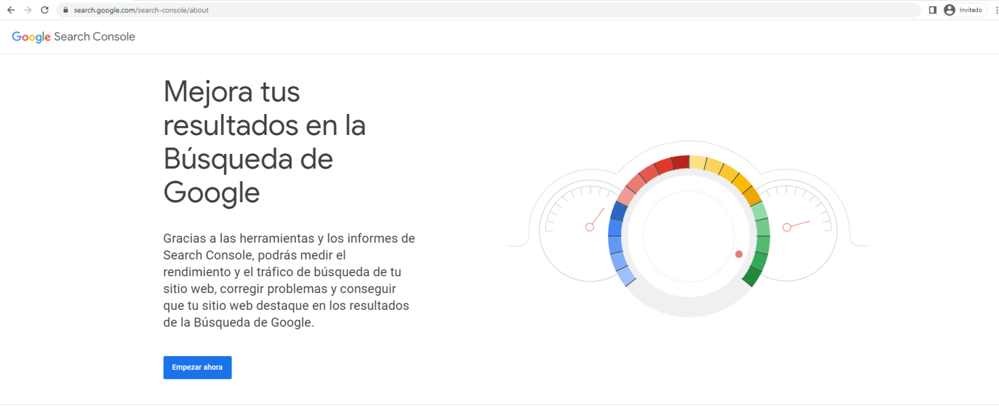 search.google.com/search-console/about
Invitado
Google Search Console
Mejora tus
resultados en la
Búsqueda de
Google
Gracias a las herramientas y los informes de
Search Console, podrás medir el
rendimiento y el tráfico de búsqueda de tu
sitio web, corregir problemas y conseguir
que tu sitio web destaque en los resultados
de la Búsqueda de Google.
Empezar ahora